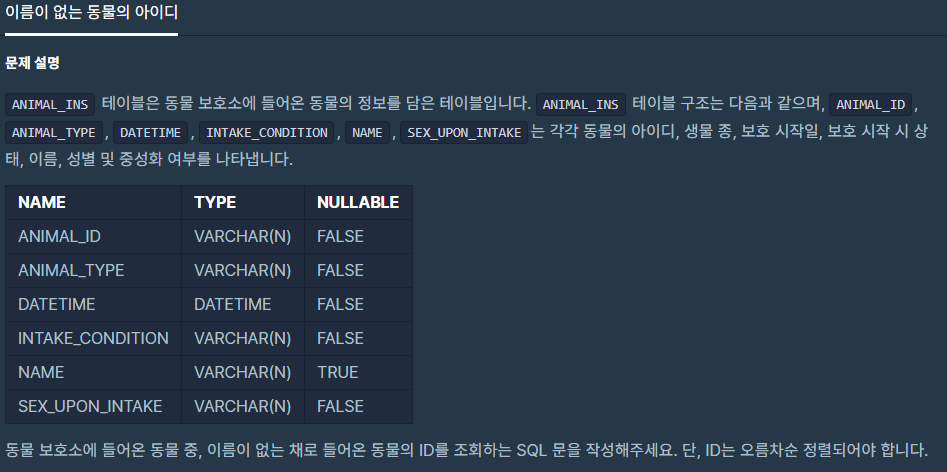 이름이 없는 동물의 아이디
문제 설명
ANIMAL_INS 테이블은 동물 보호소에 들어온 동물의 정보를 담은 테이블입니다. ANIMAL_INS 테이블 구조는 다음과 같으며, ANIMAL_ID ,
ANIMAL_TYPE , DATETIME , INTAKE_CONDITION , NAME , SEX_UPON_INTAKE 는 각각 동물의 아이디, 생물 종, 보호 시작일, 보호 시작 시 상
태, 이름, 성별 및 중성화 여부를 나타냅니다.
NAME TYPE NULLABLE
ANIMAL_ID VARCHAR(N) FALSE
ANIMAL_TYPE VARCHAR(N) FALSE
DATETIME DATETIME FALSE
INTAKE_CONDITION VARCHAR(N) FALSE
NAME VARCHAR(N) TRUE
SEX_UPON_INTAKE VARCHAR(N) FALSE
동물 보호소에 들어온 동물 중, 이름이 없는 채로 들어온 동물의 ID를 조회하는 SQL 문을 작성해주세요. 단, ID는 오름차순 정렬되어야 합니다.